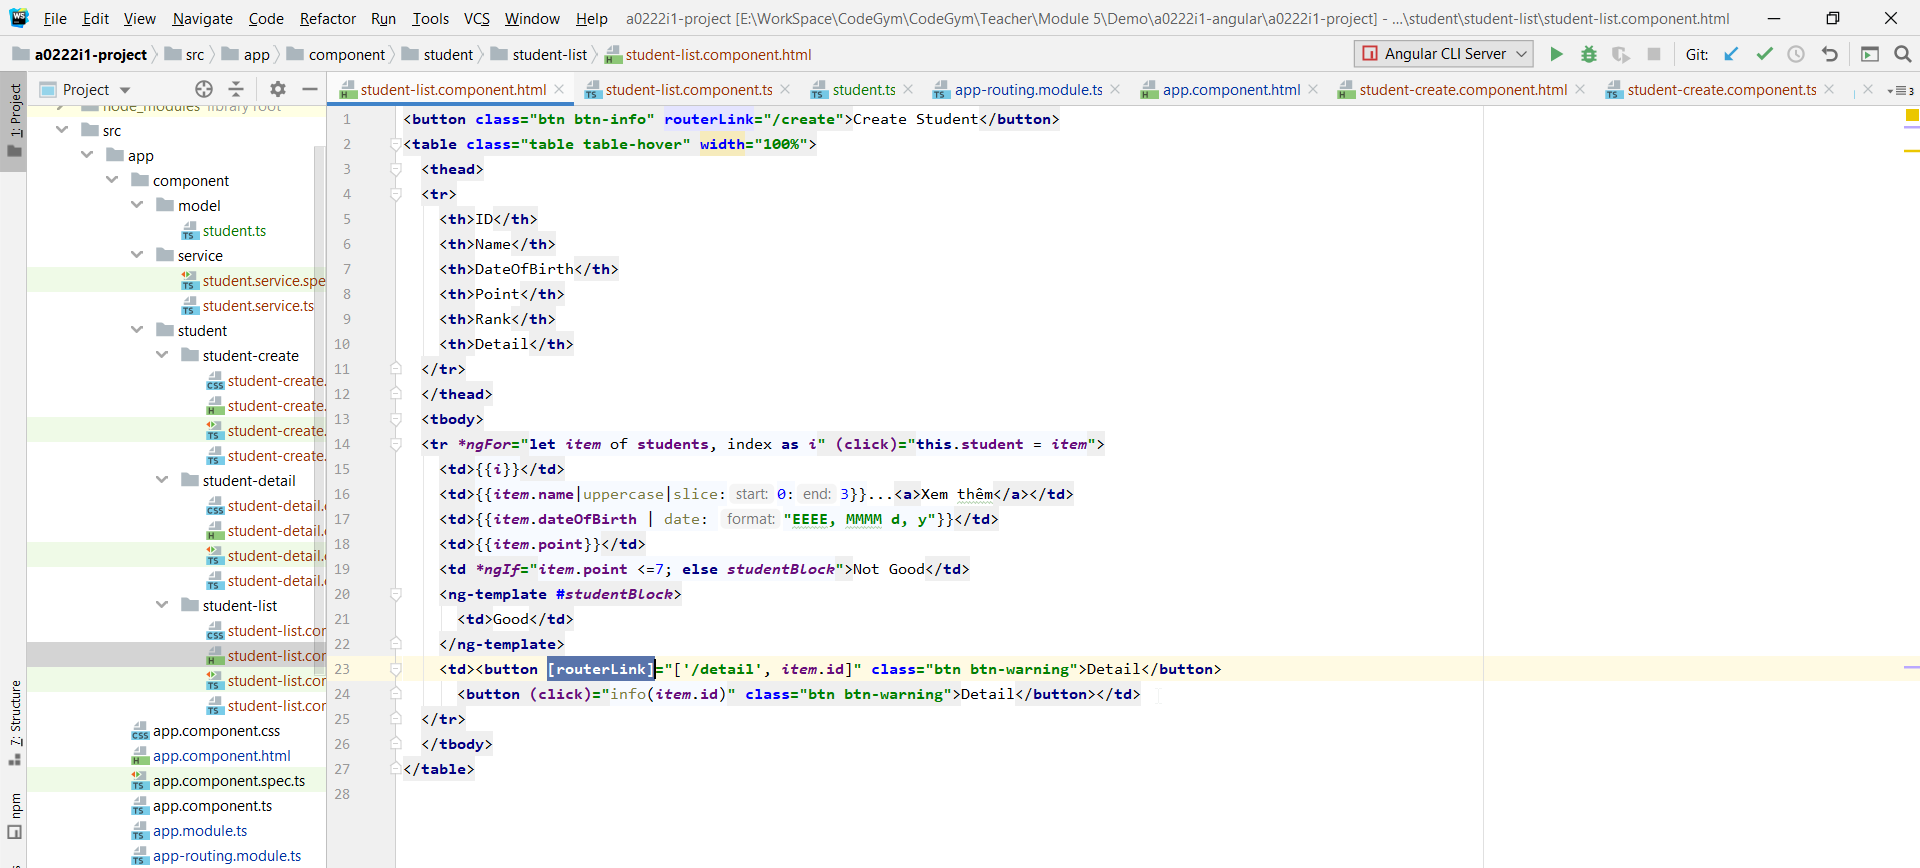 File Edit View Navigate Code Refactor Run Tools VCS Window Help a0222i1-project [E:\WorkSpace\CodeGym\CodeGym\Teacher\Module 5\Demo\a0222i1-angular\a0222i1-project] - ...\student\student-list\student-list.component.html
a0222i1-project src app component student student-list student-list.component.html Angular CLI Server Git:
Project student-list.component.html student-list.component.ts student.ts app-routing.module.ts app.component.html student-create.component.html student-create.component.ts 3
1: Project
7: Structure
npm
node_modules library root
src
app
component
model
student.ts
service
student.service.spe
student.service.ts
student
student-create
student-create.
student-create.
student-create.
student-create.
student-detail
student-detail.
student-detail.
student-detail.
student-detail.
student-list
student-list.cor
student-list.cor
student-list.cor
student-list.cor
app.component.css
app.component.html
app.component.spec.ts
app.component.ts
app.module.ts
app-routing.module.ts
1 <button class="btn btn-info" routerLink="/create">Create Student</button>
2 <table class="table table-hover" width="100%">
3 <thead>
4 <tr>
5 <th>ID</th>
6 <th>Name</th>
7 <th>DateOfBirth</th>
8 <th>Point</th>
9 <th>Rank</th>
10 <th>Detail</th>
11 </tr>
12 </thead>
13 <tbody>
14 <tr *ngFor="let item of students, index as i" (click)="this.student = item">
15 <td>{{i}}</td>
16 <td>{{item.name|uppercase|slice: start: 0: end: 3}}...<a>Xem thêm</a></td>
17 <td>{{item.dateOfBirth | date: format: "EEEE, MMMM d, y"}}</td>
18 <td>{{item.point}}</td>
19 <td *ngIf="item.point <=7; else studentBlock">Not Good</td>
20 <ng-template #studentBlock>
21 <td>Good</td>
22 </ng-template>
23 <td><button [routerLink]="['/detail', item.id]" class="btn btn-warning">Detail</button>
24 <button (click)="info(item.id)" class="btn btn-warning">Detail</button></td>
25 </tr>
26 </tbody>
27 </table>
28